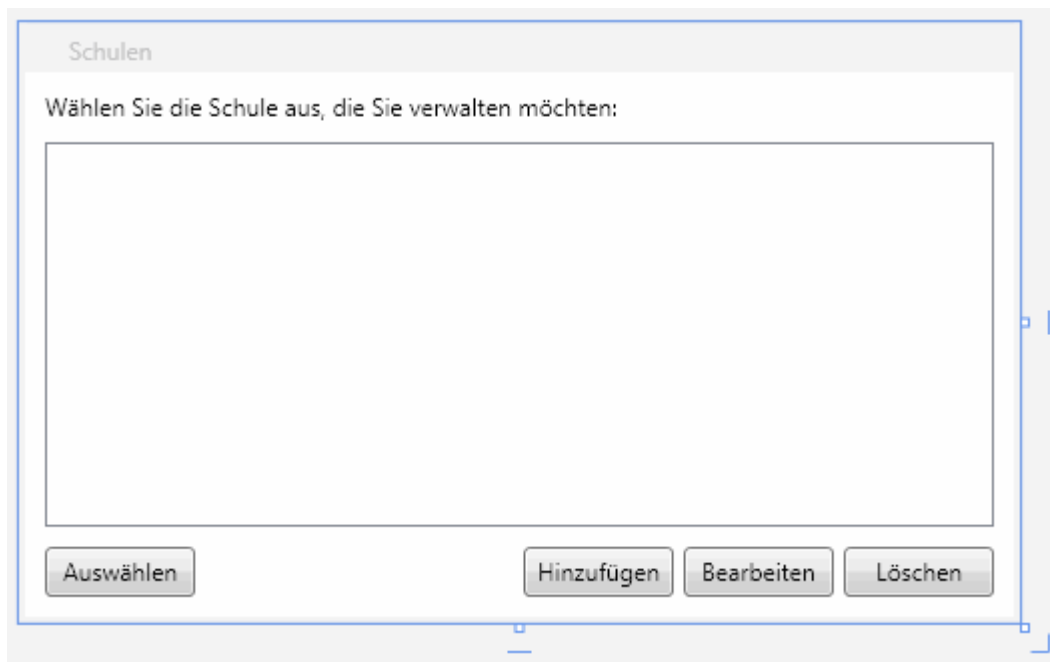 Schulen
Wählen Sie die Schule aus, die Sie verwalten möchten:
Auswählen Hinzufügen Bearbeiten Löschen